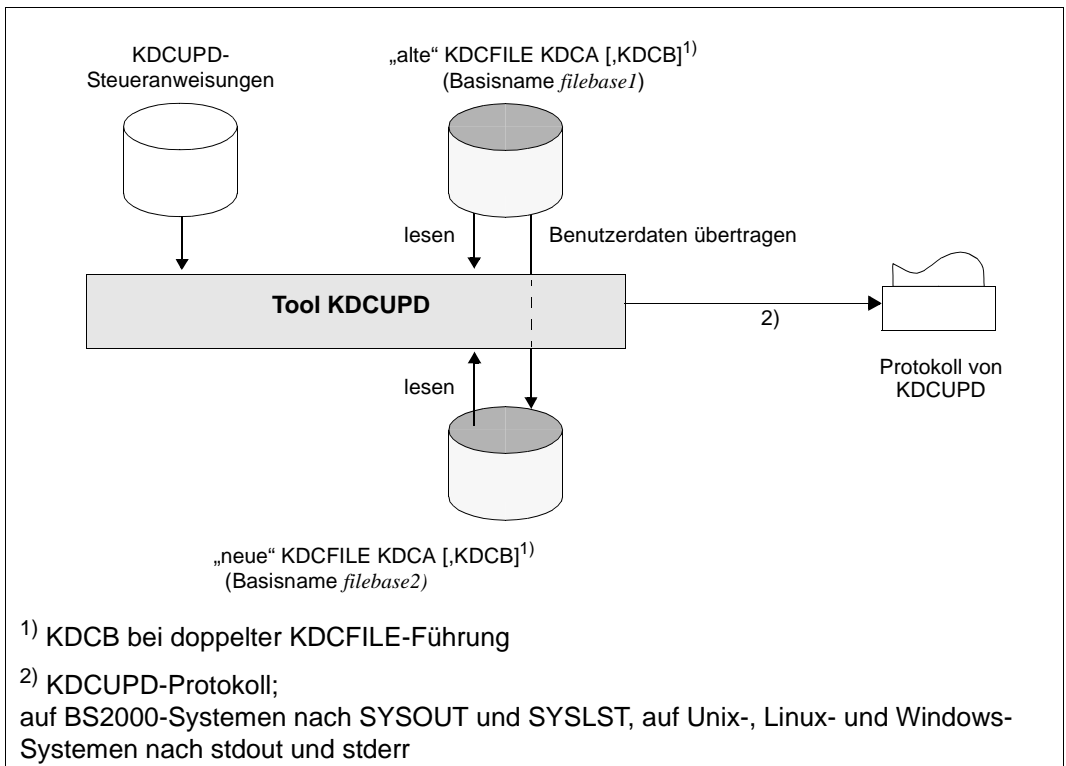 KDCUPD-
Steueranweisungen
„alte“ KDCFILE KDCA [,KDCB]1)
(Basisname filebase1)
lesen
Benutzerdaten übertragen
Tool KDCUPD
2)
Protokoll von
KDCUPD
lesen
„neue“ KDCFILE KDCA [,KDCB]1)
(Basisname filebase2)
1) KDCB bei doppelter KDCFILE-Führung
2) KDCUPD-Protokoll;
auf BS2000-Systemen nach SYSOUT und SYSLST, auf Unix-, Linux- und Windows-
Systemen nach stdout und stderr